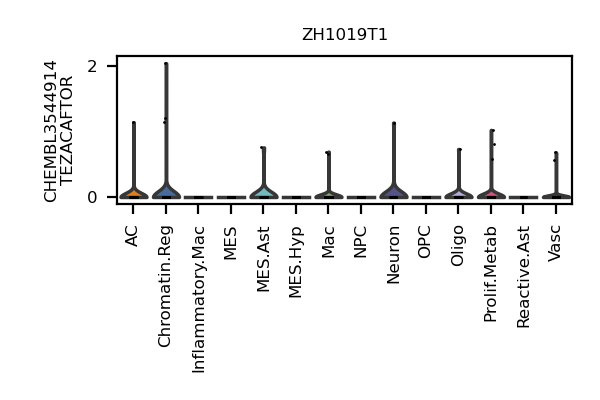 ZH1019T1
CHEMBL3544914
TEZACAFTOR
2
0
AC
Chromatin.Reg
Inflammatory.Mac
MES
MES.Ast
MES.Hyp
Mac
NPC
Neuron
OPC
Oligo
Prolif.Metab
Reactive.Ast
Vasc